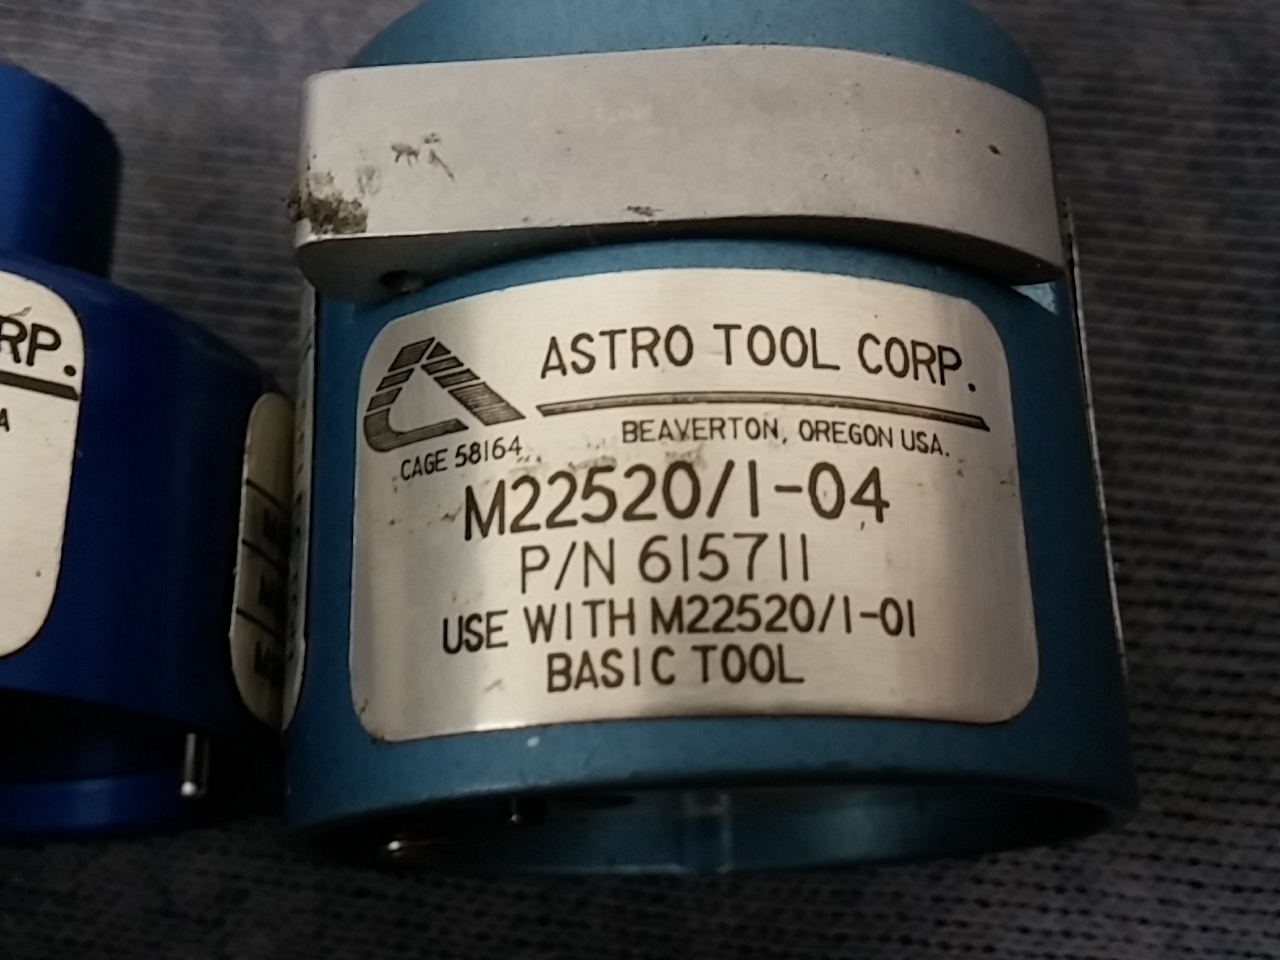 RP.
A
ASTRO TOOL CORP.
BEAVERTON, OREGON USA.
CAGE 58164
M22520/1-04
P/N 615711
USE WITH M22520/1-01
BASIC TOOL